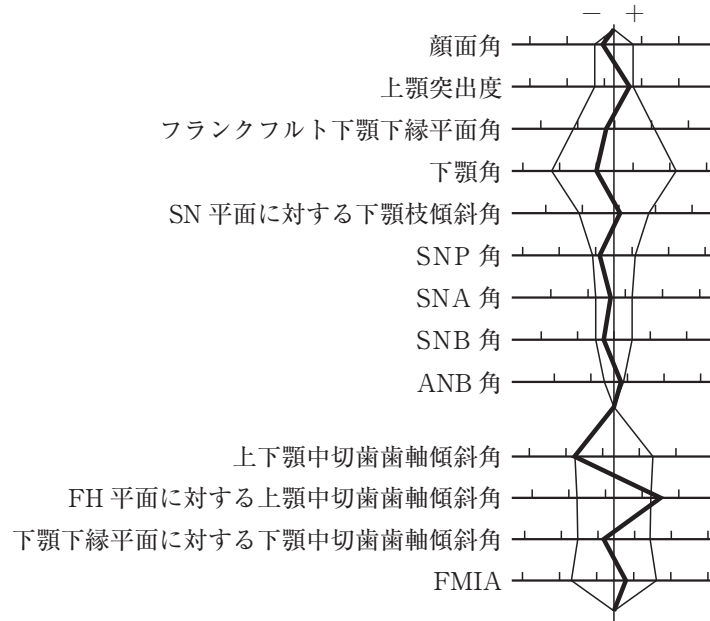 − +
顔面角
上顎突出度
フランクフルト下顎下縁平面角
下顎角
SN 平面に対する下顎枝傾斜角
SNP 角
SNA 角
SNB 角
ANB 角
上下顎中切歯歯軸傾斜角
FH 平面に対する上顎中切歯歯軸傾斜角
下顎下縁平面に対する下顎中切歯歯軸傾斜角
FMIA